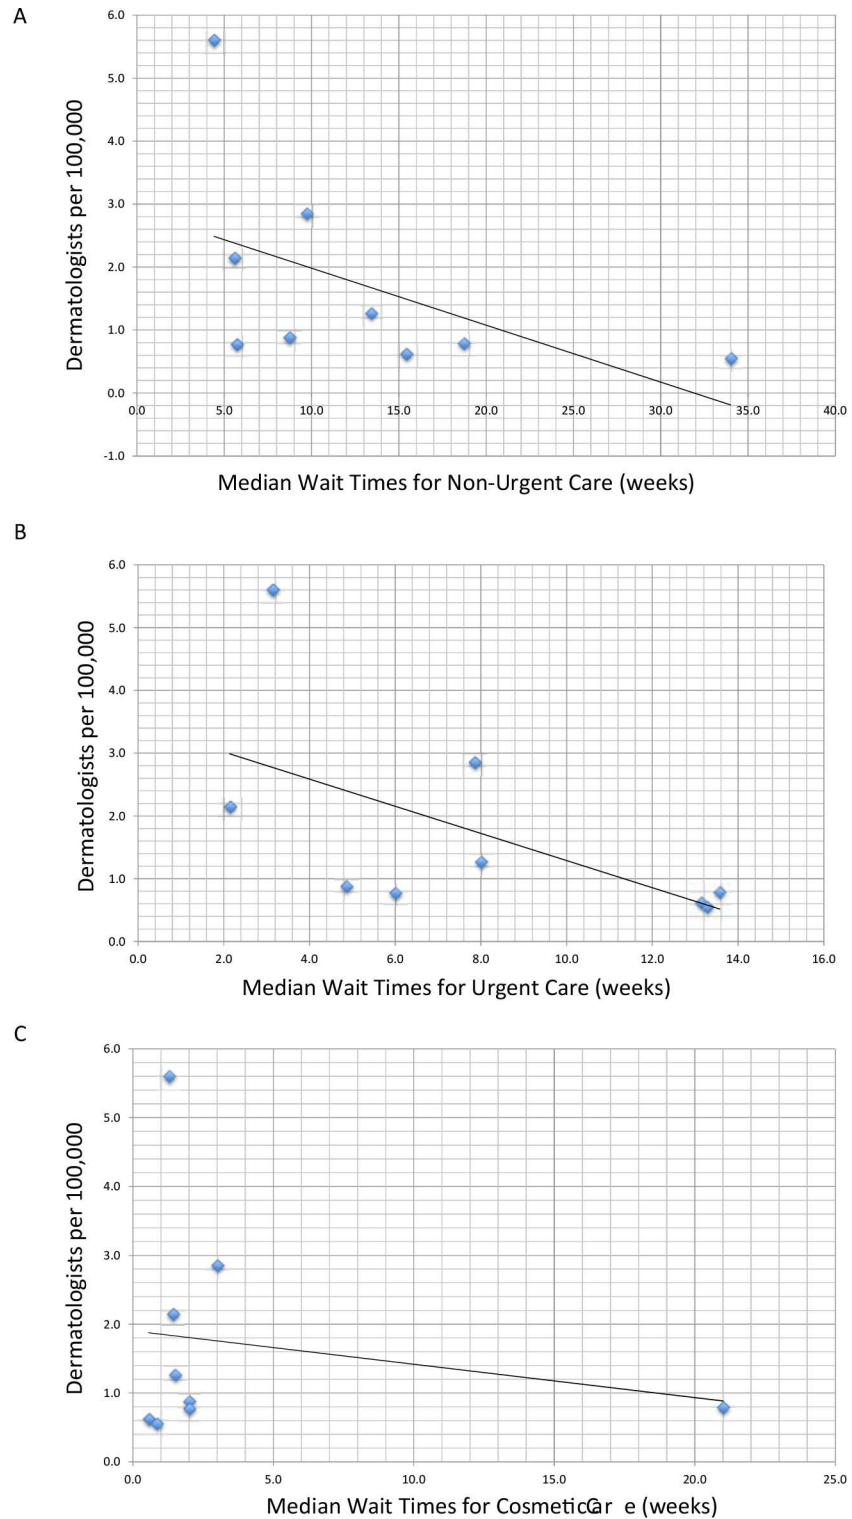 A
6.0
5.0
4.0
3.0
2.0
1.0
0.0
0.0 5.0 10.0 15.0 20.0 25.0 30.0 35.0 40.0
-1.0
Dermatologists per 100,000
Median Wait Times for Non-Urgent Care (weeks)
B
6.0
5.0
4.0
3.0
2.0
1.0
0.0
0.0 2.0 4.0 6.0 8.0 10.0 12.0 14.0 16.0
Dermatologists per 100,000
Median Wait Times for Urgent Care (weeks)
C
6.0
5.0
4.0
3.0
2.0
1.0
0.0
0.0 5.0 10.0 15.0 20.0 25.0
Dermatologists per 100,000
Median Wait Times for Cosmetic Car e (weeks)